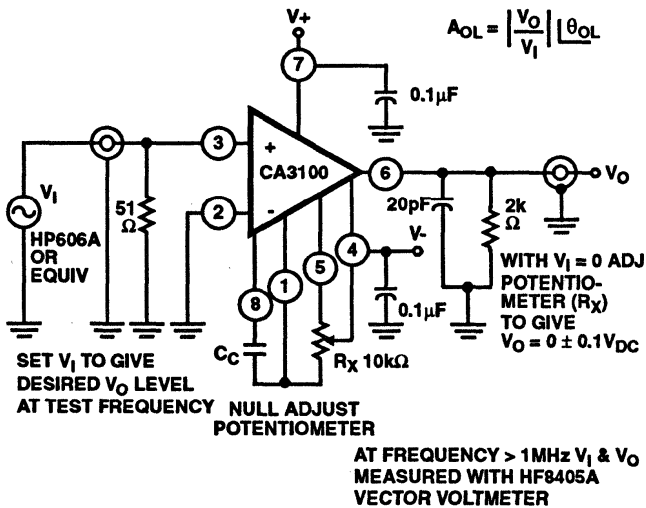 V+
A_OL = |V_O / V_I| ∠θ_OL
7
0.1µF
3
+
CA3100
6
V_O
V_I
51
Ω
2
-
20pF
2k
Ω
HP606A
OR
EQUIV
4
V-
5
1
8
0.1µF
WITH V_I = 0 ADJ
POTENTIO-
METER (R_X)
TO GIVE
V_O = 0 ± 0.1V_DC
C_C
R_X 10kΩ
SET V_I TO GIVE
DESIRED V_O LEVEL
AT TEST FREQUENCY
NULL ADJUST
POTENTIOMETER
AT FREQUENCY > 1MHz V_I & V_O
MEASURED WITH HF8405A
VECTOR VOLTMETER